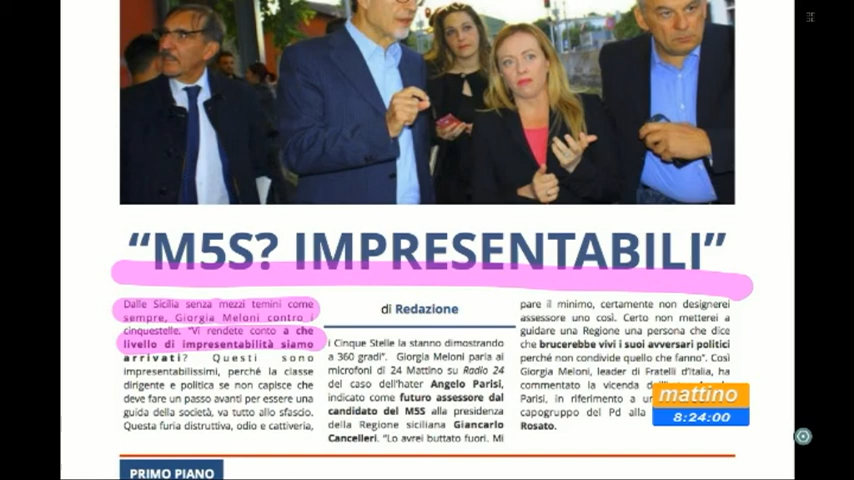 “M5S? IMPRESENTABILI”
Dalle Sicilia senza mezzi temini come
sempre, Giorgia Meloni contro i
cinquestelle. “Vi rendete conto a che
livello di impresentabilità siamo
arrivati? Questi sono
impresentabilissimi, perché la classe
dirigente e politica se non capisce che
deve fare un passo avanti per essere una
guida della società, va tutto allo sfascio.
Questa furia distruttiva, odio e cattiveria,
di Redazione
i Cinque Stelle la stanno dimostrando
a 360 gradi”. Giorgia Meloni parla ai
microfoni di 24 Mattino su Radio 24
del caso dell’hater Angelo Parisi,
indicato come futuro assessore dal
candidato del M5S alla presidenza
della Regione siciliana Giancarlo
Cancelleri. “Lo avrei buttato fuori. Mi
pare il minimo, certamente non designerei
assessore uno così. Certo non metterei a
guidare una Regione una persona che dice
che brucerebbe vivi i suoi avversari politici
perché non condivide quello che fanno”. Così
Giorgia Meloni, leader di Fratelli d’Italia, ha
commentato la vicenda
Parisi, in riferimento a
capogruppo del Pd alla
Rosato.
mattino
8:24:00
PRIMO PIANO